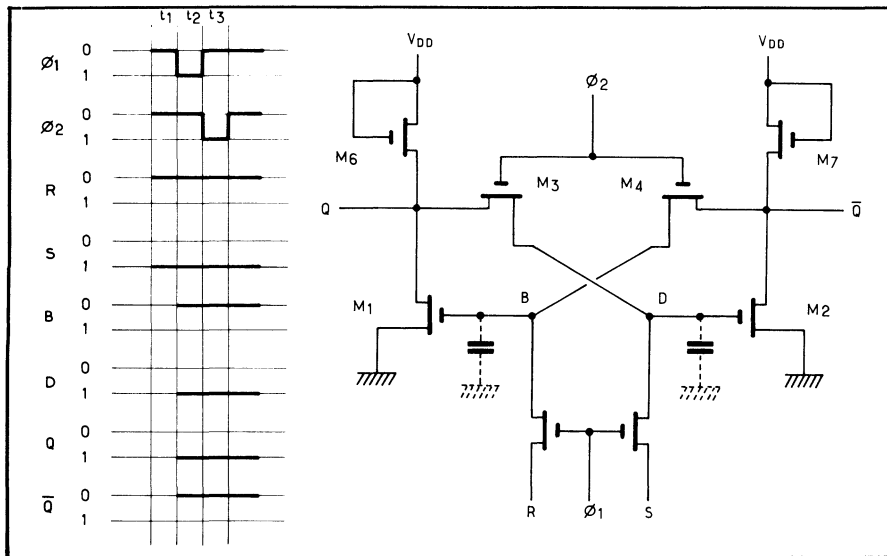 t1 t2 t3
Ø1 0
1
Ø2 0
1
R 0
1
S 0
1
B 0
1
D 0
1
Q 0
1
Q̅ 0
1
VDD VDD
Ø2
M6 M3 M4 M7
Q Q̅
M1 B D M2
R Ø1 S